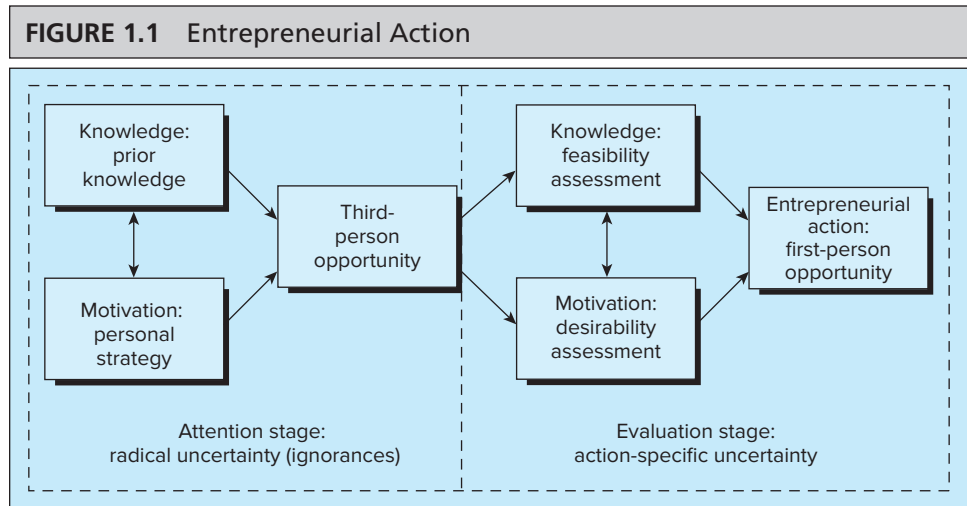 FIGURE 1.1 Entrepreneurial Action
Knowledge:
prior
knowledge
Motivation:
personal
strategy
Third-
person
opportunity
Attention stage:
radical uncertainty (ignorances)
Knowledge:
feasibility
assessment
Motivation:
desirability
assessment
Entrepreneurial
action:
first-person
opportunity
Evaluation stage:
action-specific uncertainty